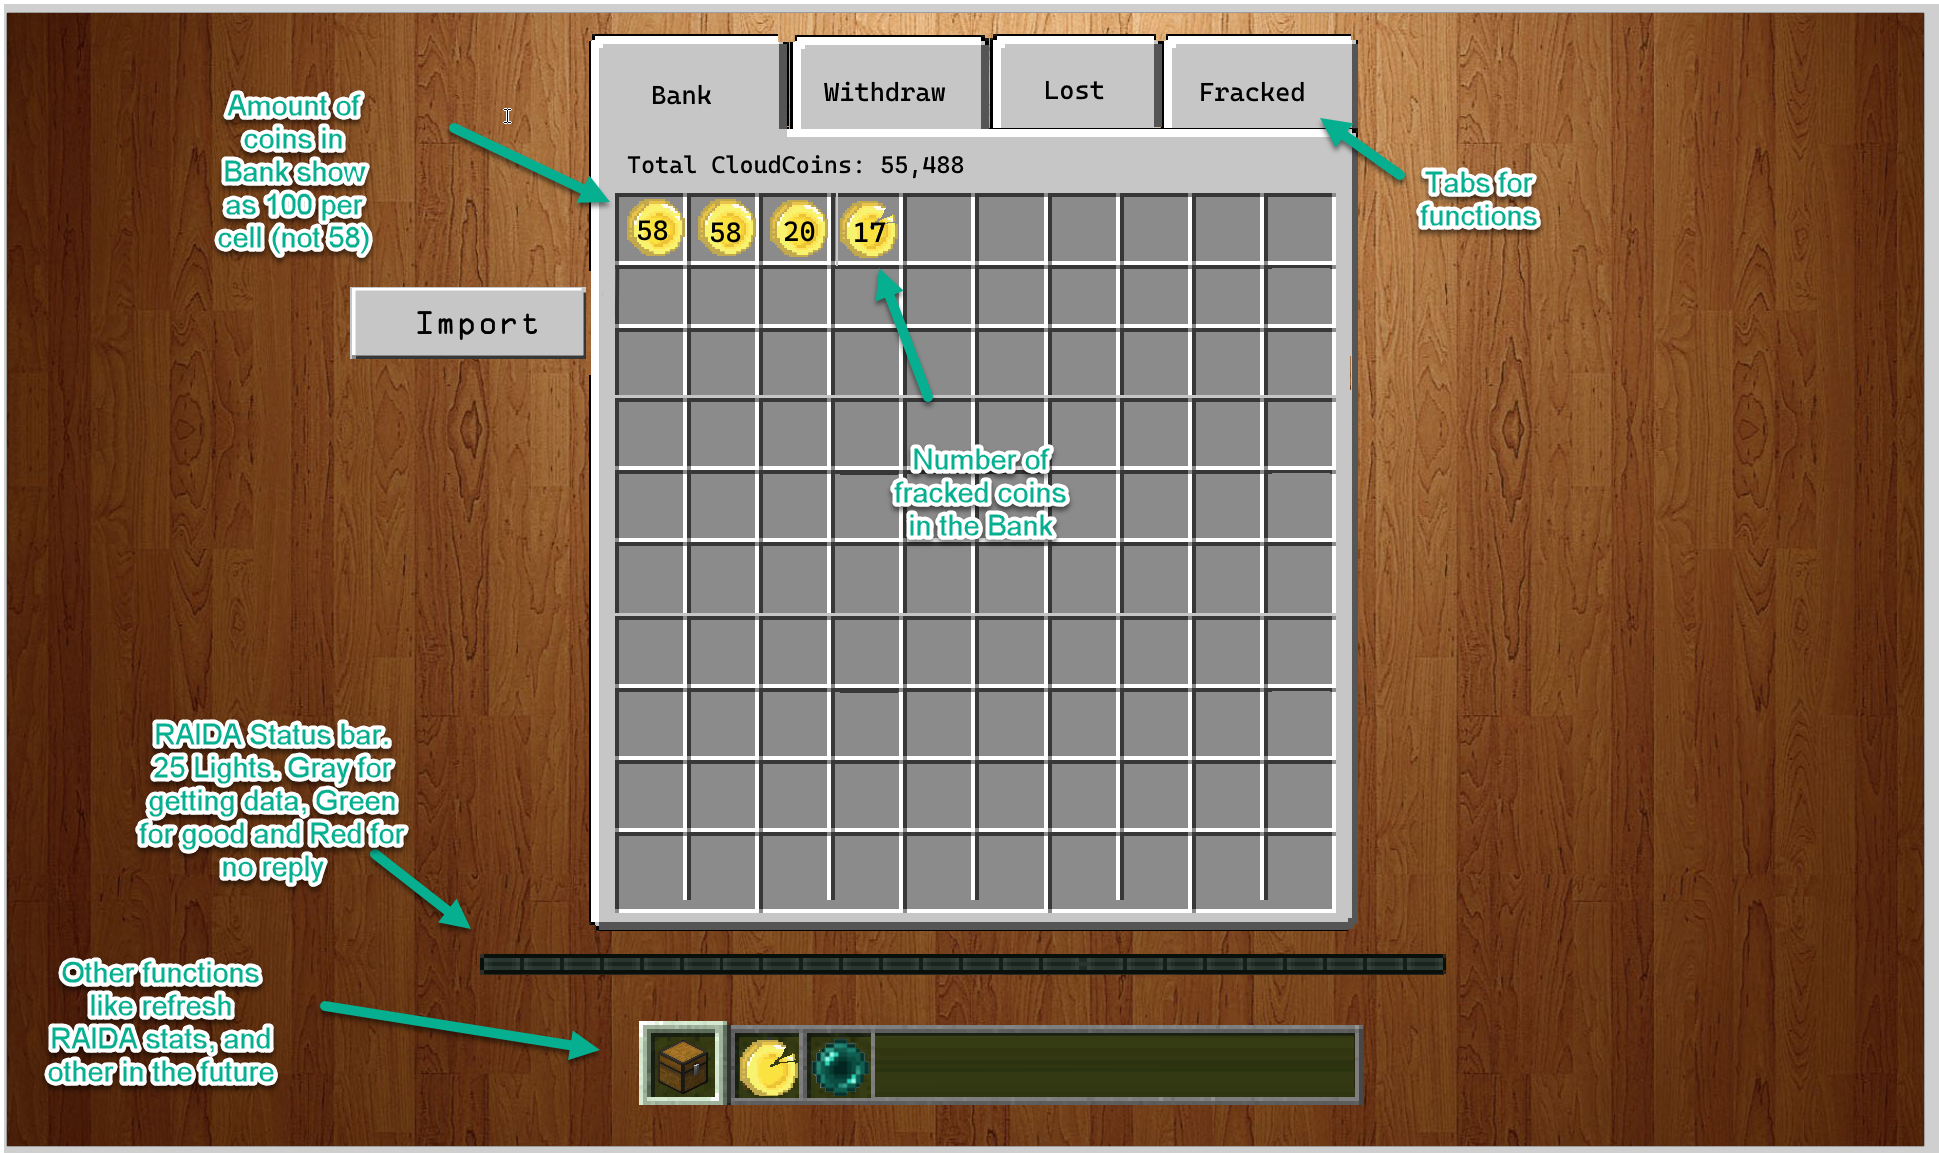 Bank
Withdraw
Lost
Fracked
Amount of
coins in
Bank show
as 100 per
cell (not 58)
Total CloudCoins: 55,488
Tabs for
functions
58
58
20
17
Import
Number of
fracked coins
in the Bank
RAIDA Status bar.
25 Lights. Gray for
getting data, Green
for good and Red for
no reply
Other functions
like refresh
RAIDA stats, and
other in the future